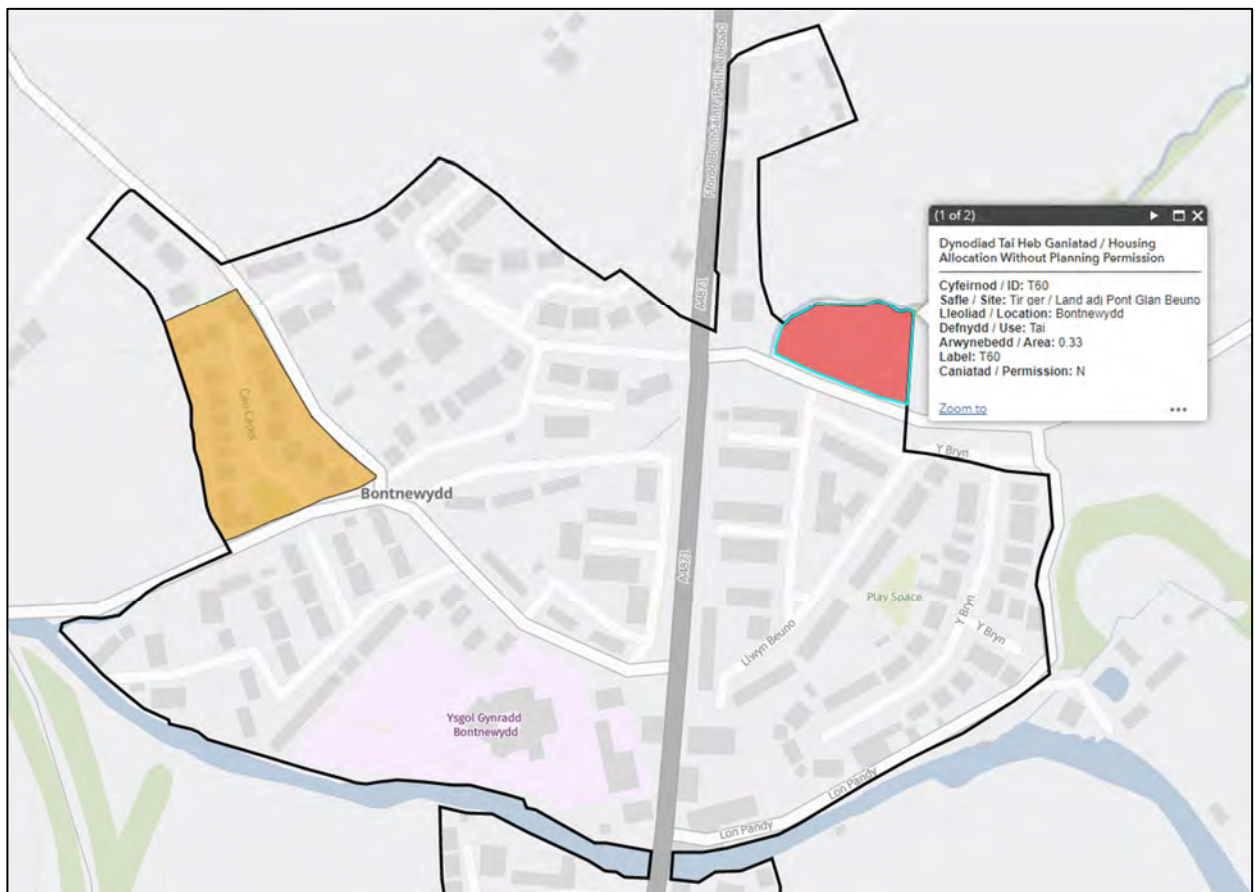 (1 of 2)
Dynodiad Tai Heb Ganiatad / Housing
Allocation Without Planning Permission
Cyfeirnod / ID: T60
Safle / Site: Tir ger / Land adj Pont Glan Beuno
Lleoliad / Location: Bontnewydd
Defnydd / Use: Tai
Arwynebedd / Area: 0.33
Label: T60
Caniatad / Permission: N
Zoom to
A4871
Y Bryn
Bontnewydd
A4871
Play Space
Y Bryn
Y Bryn
Llwyn Beuno
Ysgol Gynradd
Bontnewydd
Lon Pandy
Lon Pandy